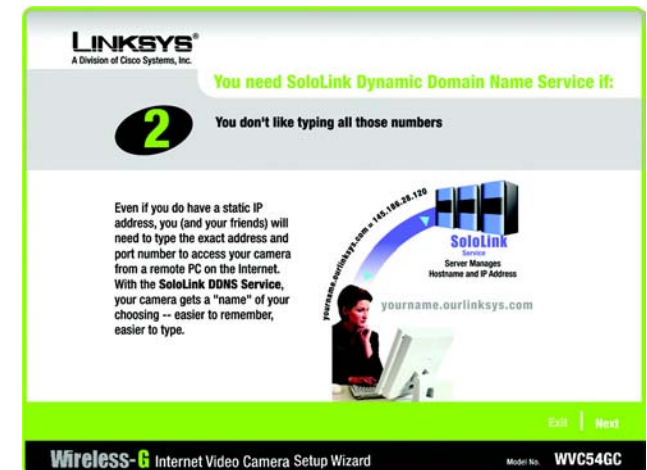 LINKSYS®
A Division of Cisco Systems, Inc.
You need SoloLink Dynamic Domain Name Service if:
2
You don't like typing all those numbers
Even if you do have a static IP
address, you (and your friends) will
need to type the exact address and
port number to access your camera
from a remote PC on the Internet.
With the SoloLink DDNS Service,
your camera gets a "name" of your
choosing -- easier to remember,
easier to type.
yourname.ourlinksys.com = 145.186.28.120
SoloLink
Service
Server Manages
Hostname and IP Address
yourname.ourlinksys.com
Exit | Next
Wireless-G Internet Video Camera Setup Wizard
Model No. WVC54GC